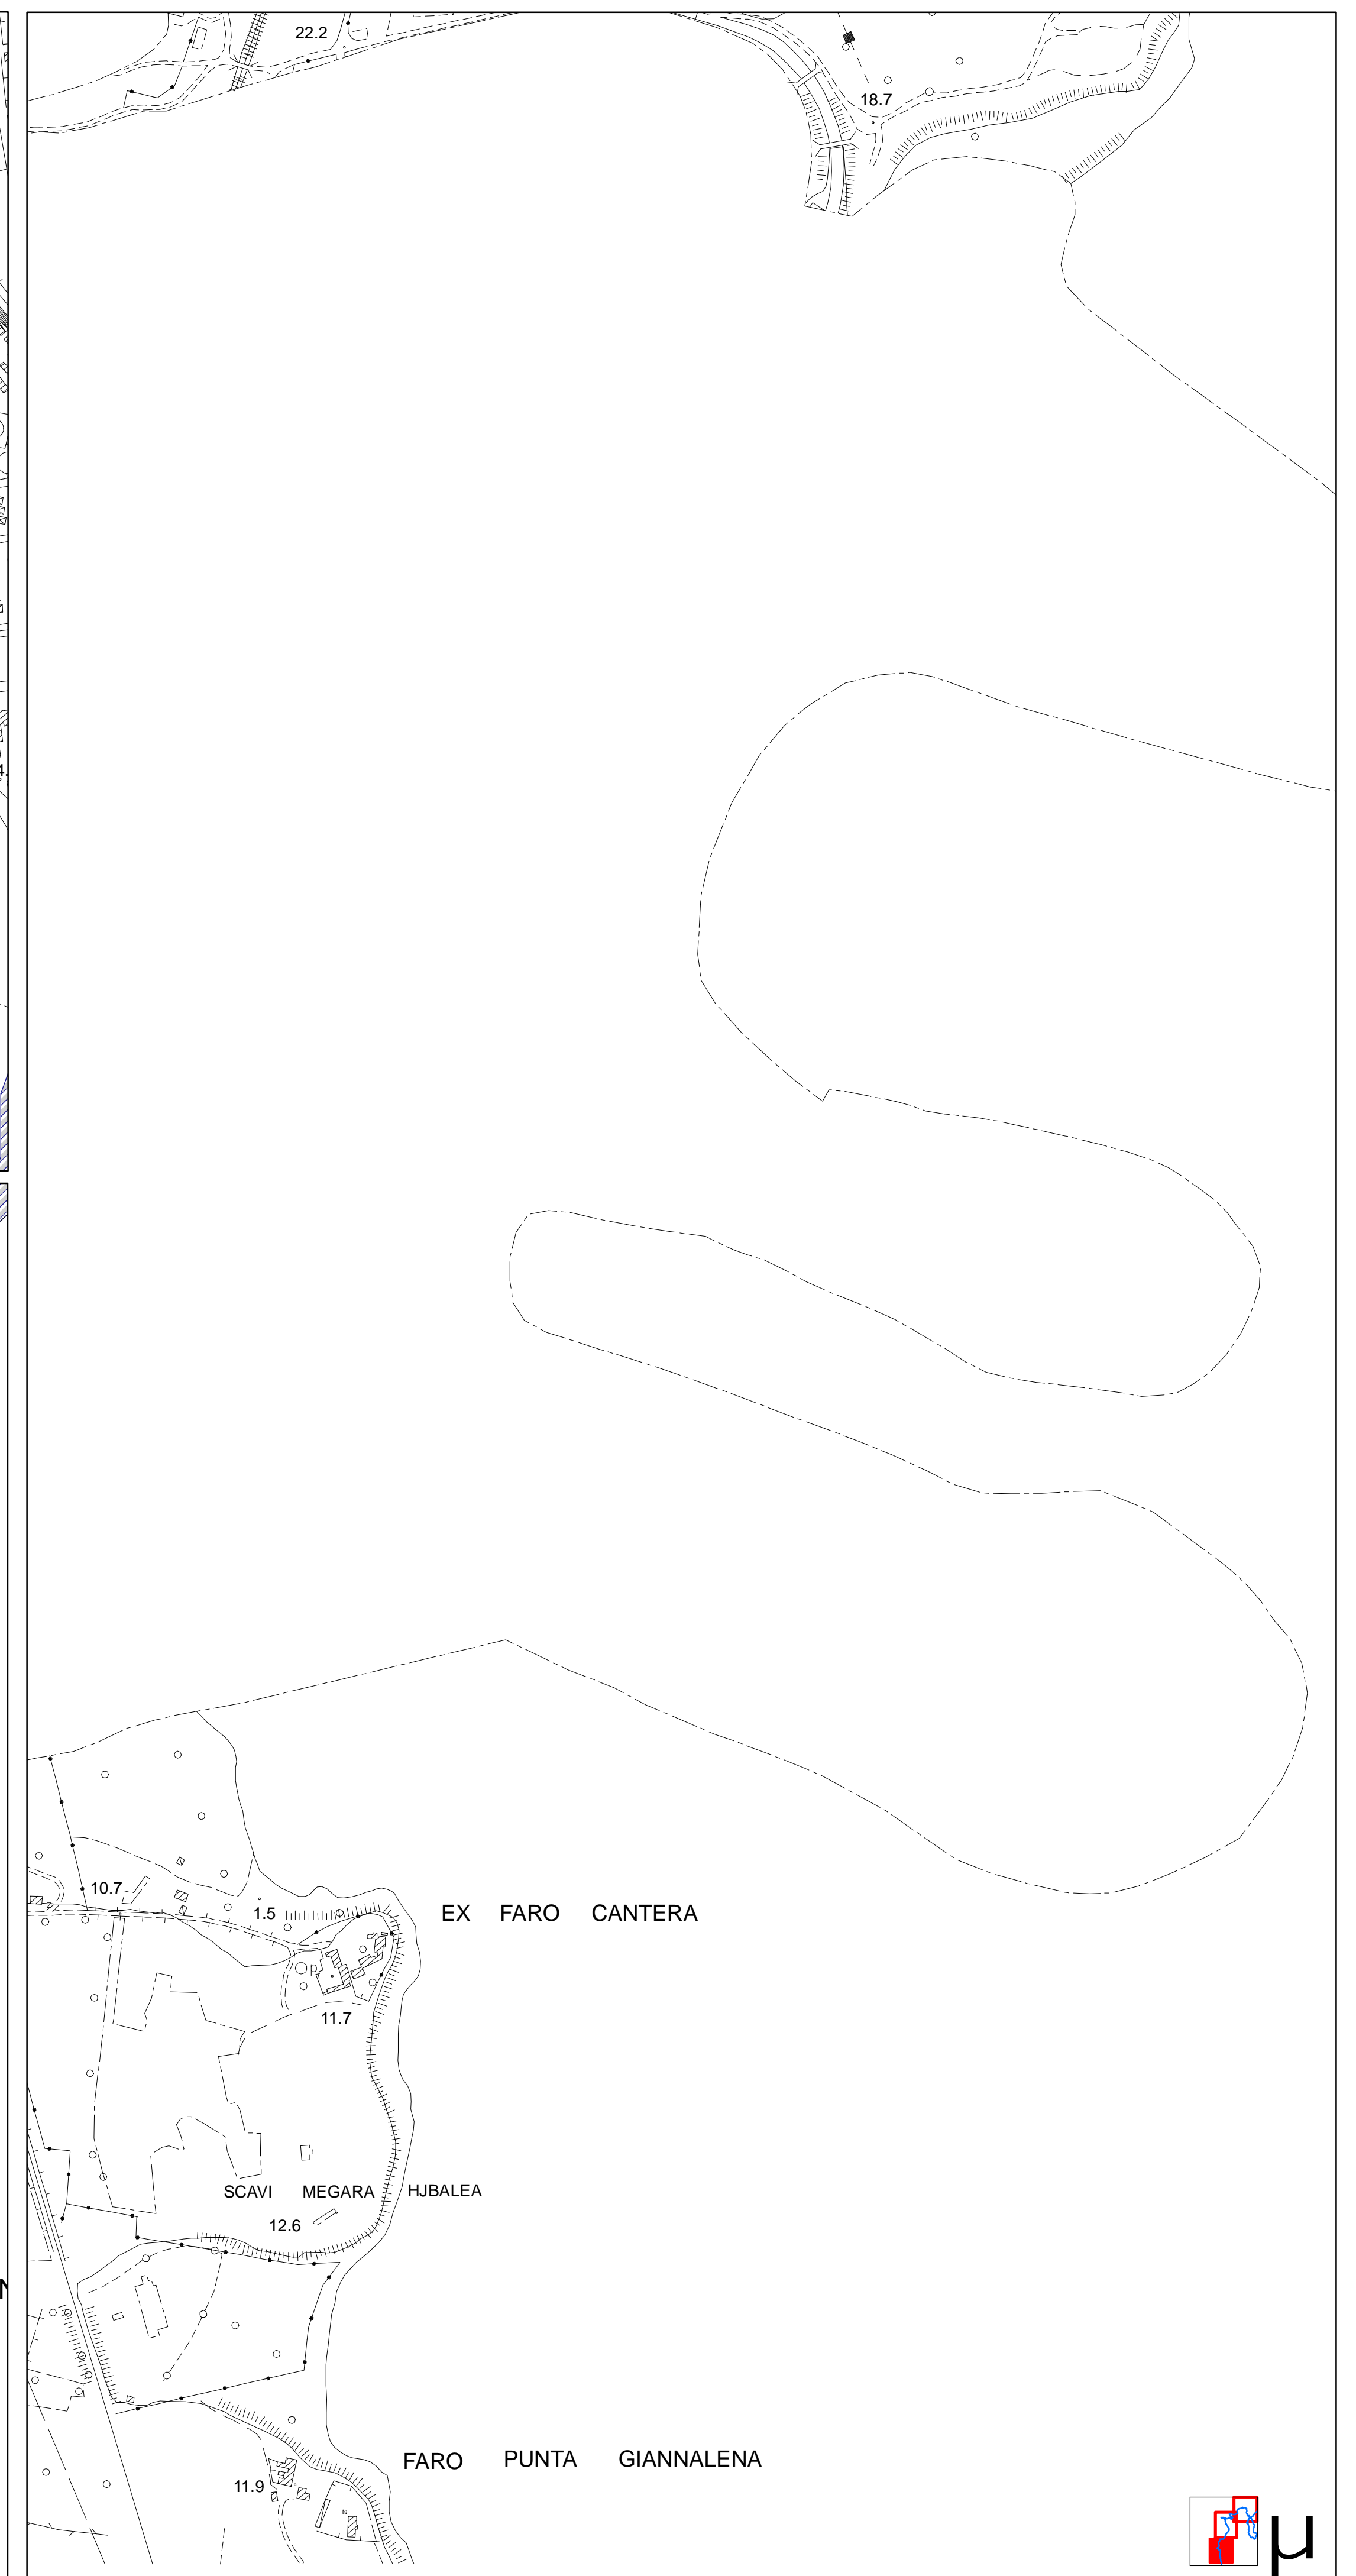 22.2
18.7
10.7
1.5
EX FARO CANTERA
p
11.7
SCAVI MEGARA HJBALEA
12.6
FARO PUNTA GIANNALENA
11.9
µ